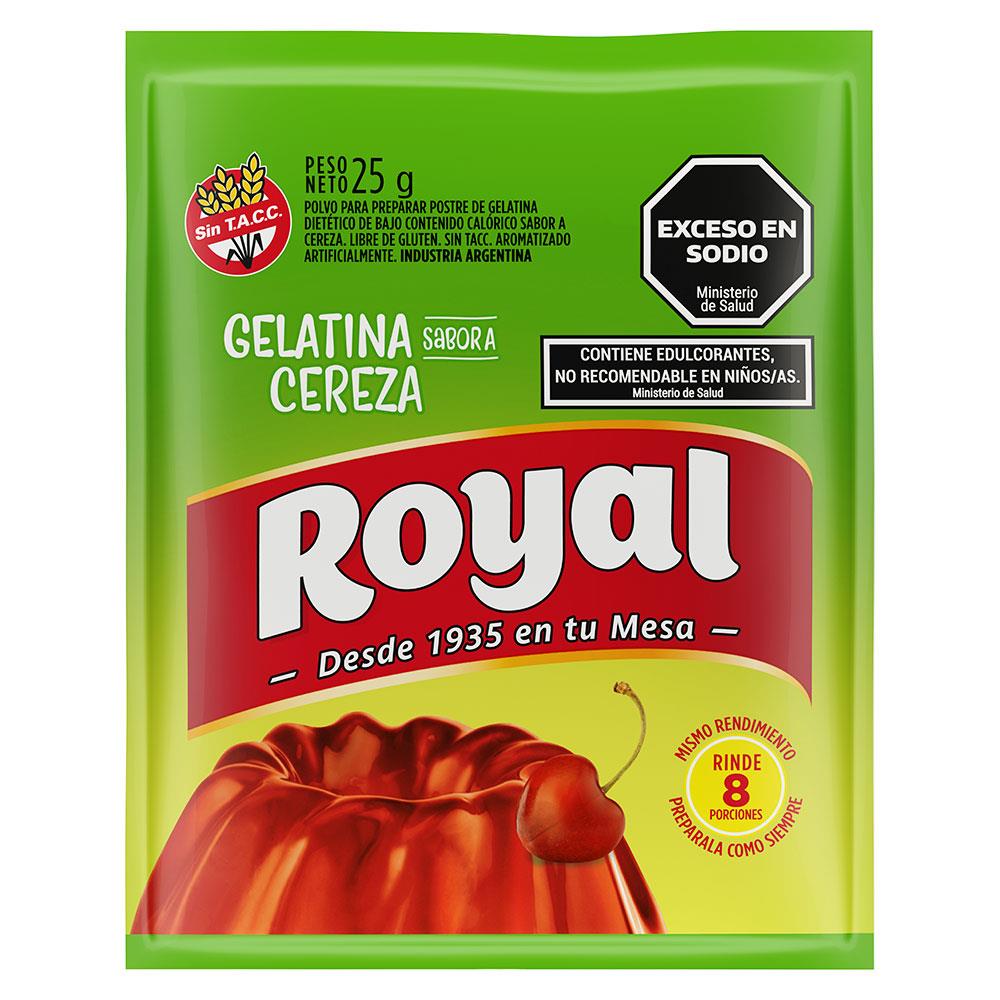 Sin T.A.C.C.
PESO
NETO 25 g
POLVO PARA PREPARAR POSTRE DE GELATINA
DIETÉTICO DE BAJO CONTENIDO CALÓRICO SABOR A
CEREZA. LIBRE DE GLUTEN. SIN TACC. AROMATIZADO
ARTIFICIALMENTE. INDUSTRIA ARGENTINA
EXCESO EN
SODIO
Ministerio
de Salud
CONTIENE EDULCORANTES,
NO RECOMENDABLE EN NIÑOS/AS.
Ministerio de Salud
GELATINA SABOR A
CEREZA
Royal
— Desde 1935 en tu Mesa —
MISMO RENDIMIENTO
RINDE
8
PORCIONES
PREPARALA COMO SIEMPRE